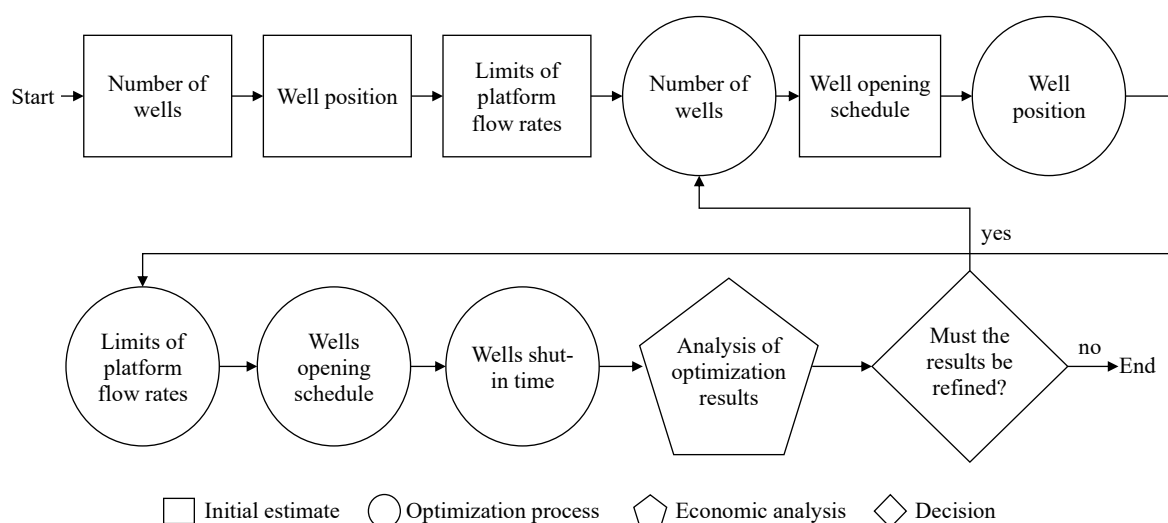 Start
Number of
wells
Well position
Limits of
platform
flow rates
Number of
wells
Well opening
schedule
Well
position
yes
Limits of
platform
flow rates
Wells
opening
schedule
Wells shut-
in time
Analysis of
optimization
results
Must the
results be
refined?
no
End
Initial estimate
Optimization process
Economic analysis
Decision